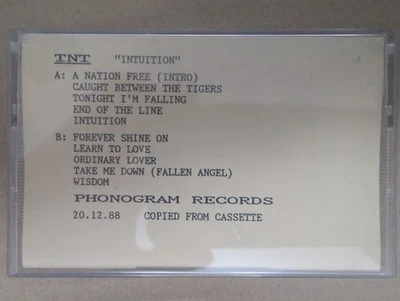 TNT "INTUITION"
A: A NATION FREE (INTRO)
CAUGHT BETWEEN THE TIGERS
TONIGHT I'M FALLING
END OF THE LINE
INTUITION
B: FOREVER SHINE ON
LEARN TO LOVE
ORDINARY LOVER
TAKE ME DOWN (FALLEN ANGEL)
WISDOM
PHONOGRAM RECORDS
20.12.88 COPIED FROM CASSETTE